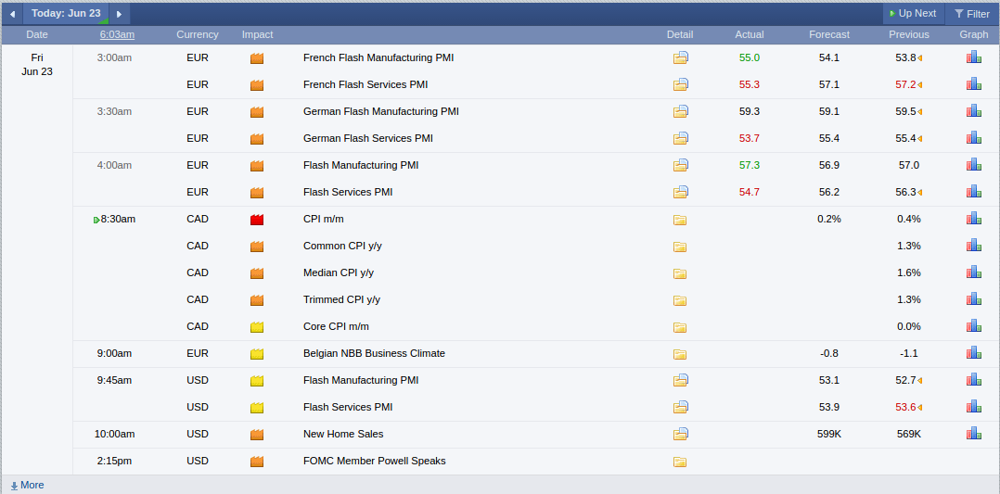 Today: Jun 23 Up Next Filter
Date 6:03am Currency Impact Detail Actual Forecast Previous Graph
Fri 3:00am EUR French Flash Manufacturing PMI 55.0 54.1 53.8
Jun 23
EUR French Flash Services PMI 55.3 57.1 57.2
3:30am EUR German Flash Manufacturing PMI 59.3 59.1 59.5
EUR German Flash Services PMI 53.7 55.4 55.4
4:00am EUR Flash Manufacturing PMI 57.3 56.9 57.0
EUR Flash Services PMI 54.7 56.2 56.3
8:30am CAD CPI m/m 0.2% 0.4%
CAD Common CPI y/y 1.3%
CAD Median CPI y/y 1.6%
CAD Trimmed CPI y/y 1.3%
CAD Core CPI m/m 0.0%
9:00am EUR Belgian NBB Business Climate -0.8 -1.1
9:45am USD Flash Manufacturing PMI 53.1 52.7
USD Flash Services PMI 53.9 53.6
10:00am USD New Home Sales 599K 569K
2:15pm USD FOMC Member Powell Speaks
More